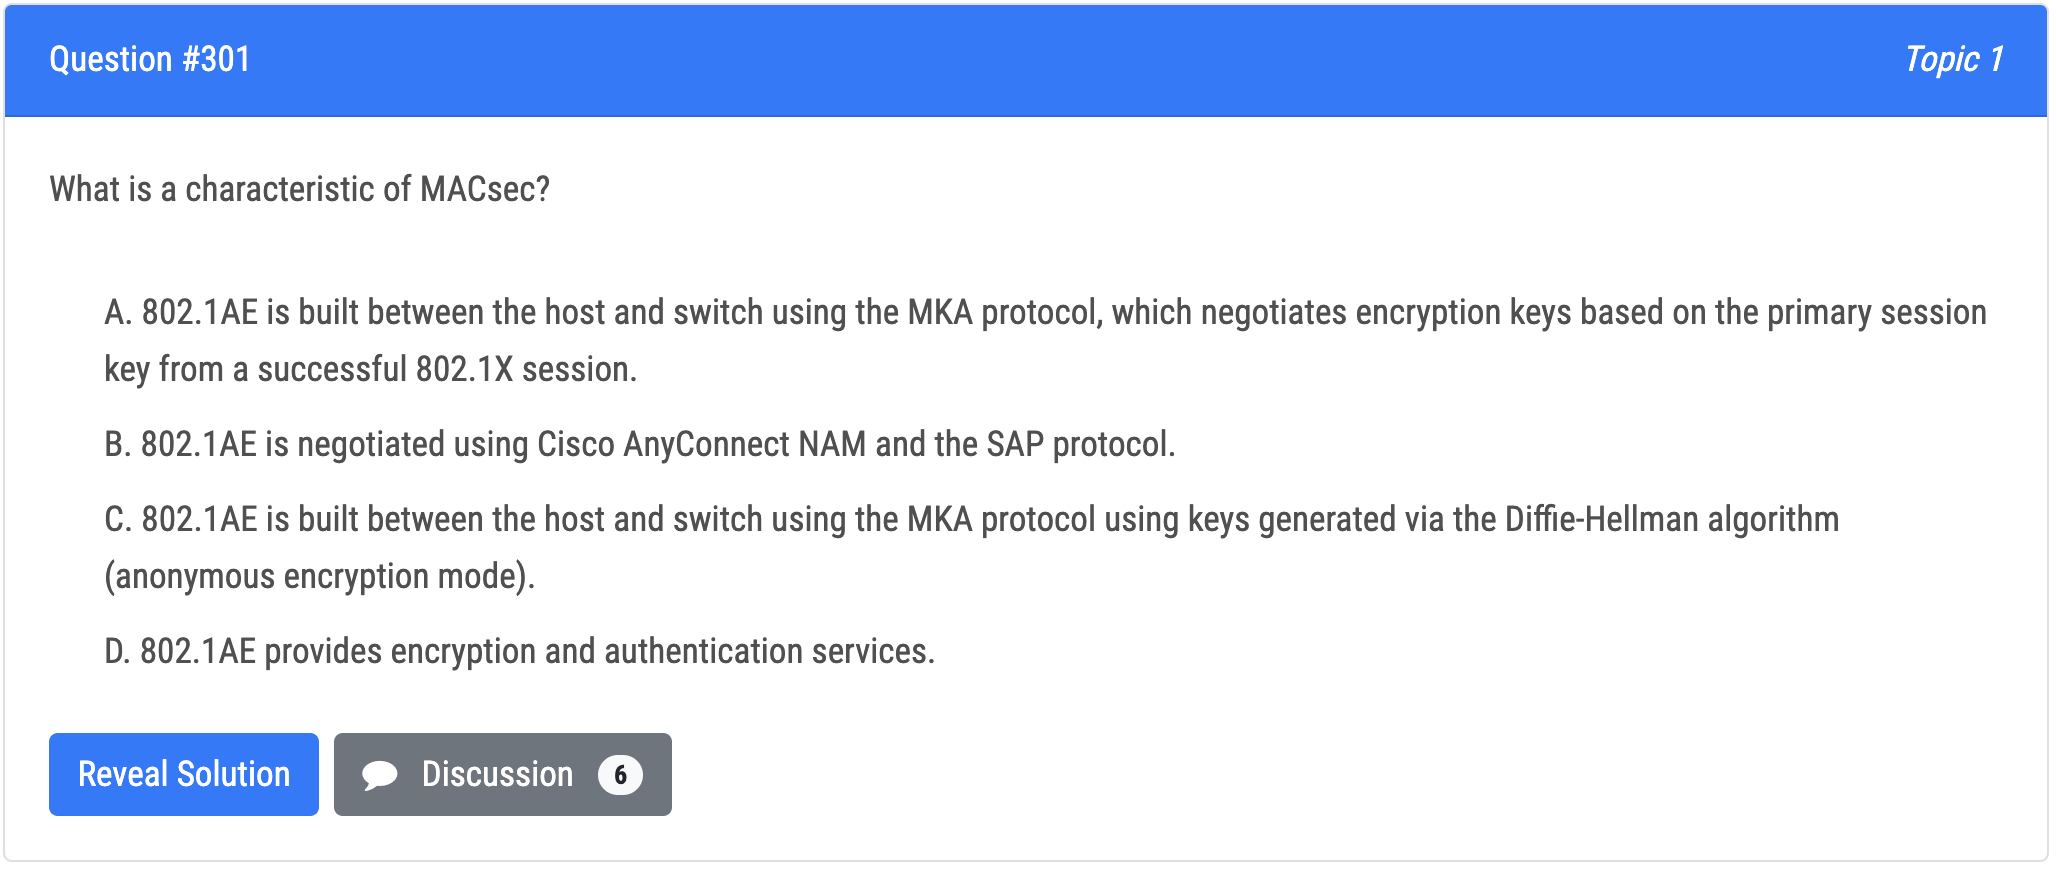 Question #301
Topic 1
What is a characteristic of MACsec?
A. 802.1AE is built between the host and switch using the MKA protocol, which negotiates encryption keys based on the primary session
key from a successful 802.1X session.
B. 802.1AE is negotiated using Cisco AnyConnect NAM and the SAP protocol.
C. 802.1AE is built between the host and switch using the MKA protocol using keys generated via the Diffie-Hellman algorithm
(anonymous encryption mode).
D. 802.1AE provides encryption and authentication services.
Reveal Solution
Discussion 6